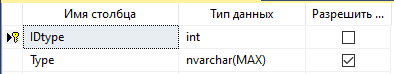 Имя столбца Тип данных Разрешить ...
IDtype int
Type nvarchar(MAX)